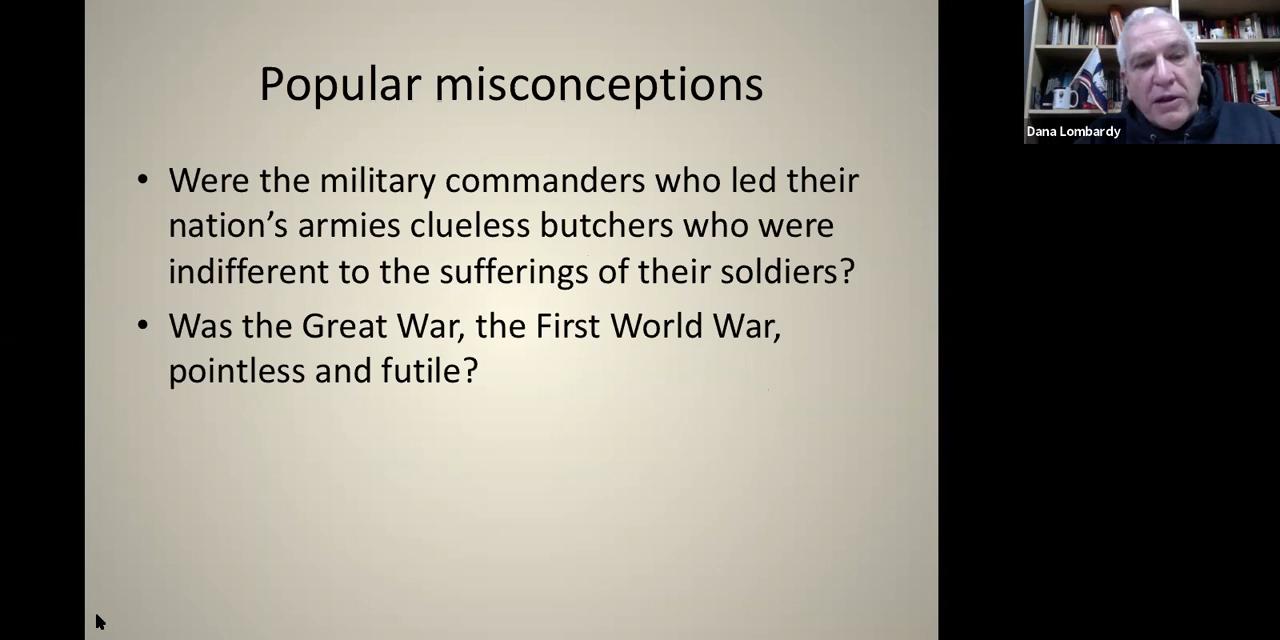 Popular misconceptions
• Were the military commanders who led their
nation’s armies clueless butchers who were
indifferent to the sufferings of their soldiers?
• Was the Great War, the First World War,
pointless and futile?
Dana Lombardy